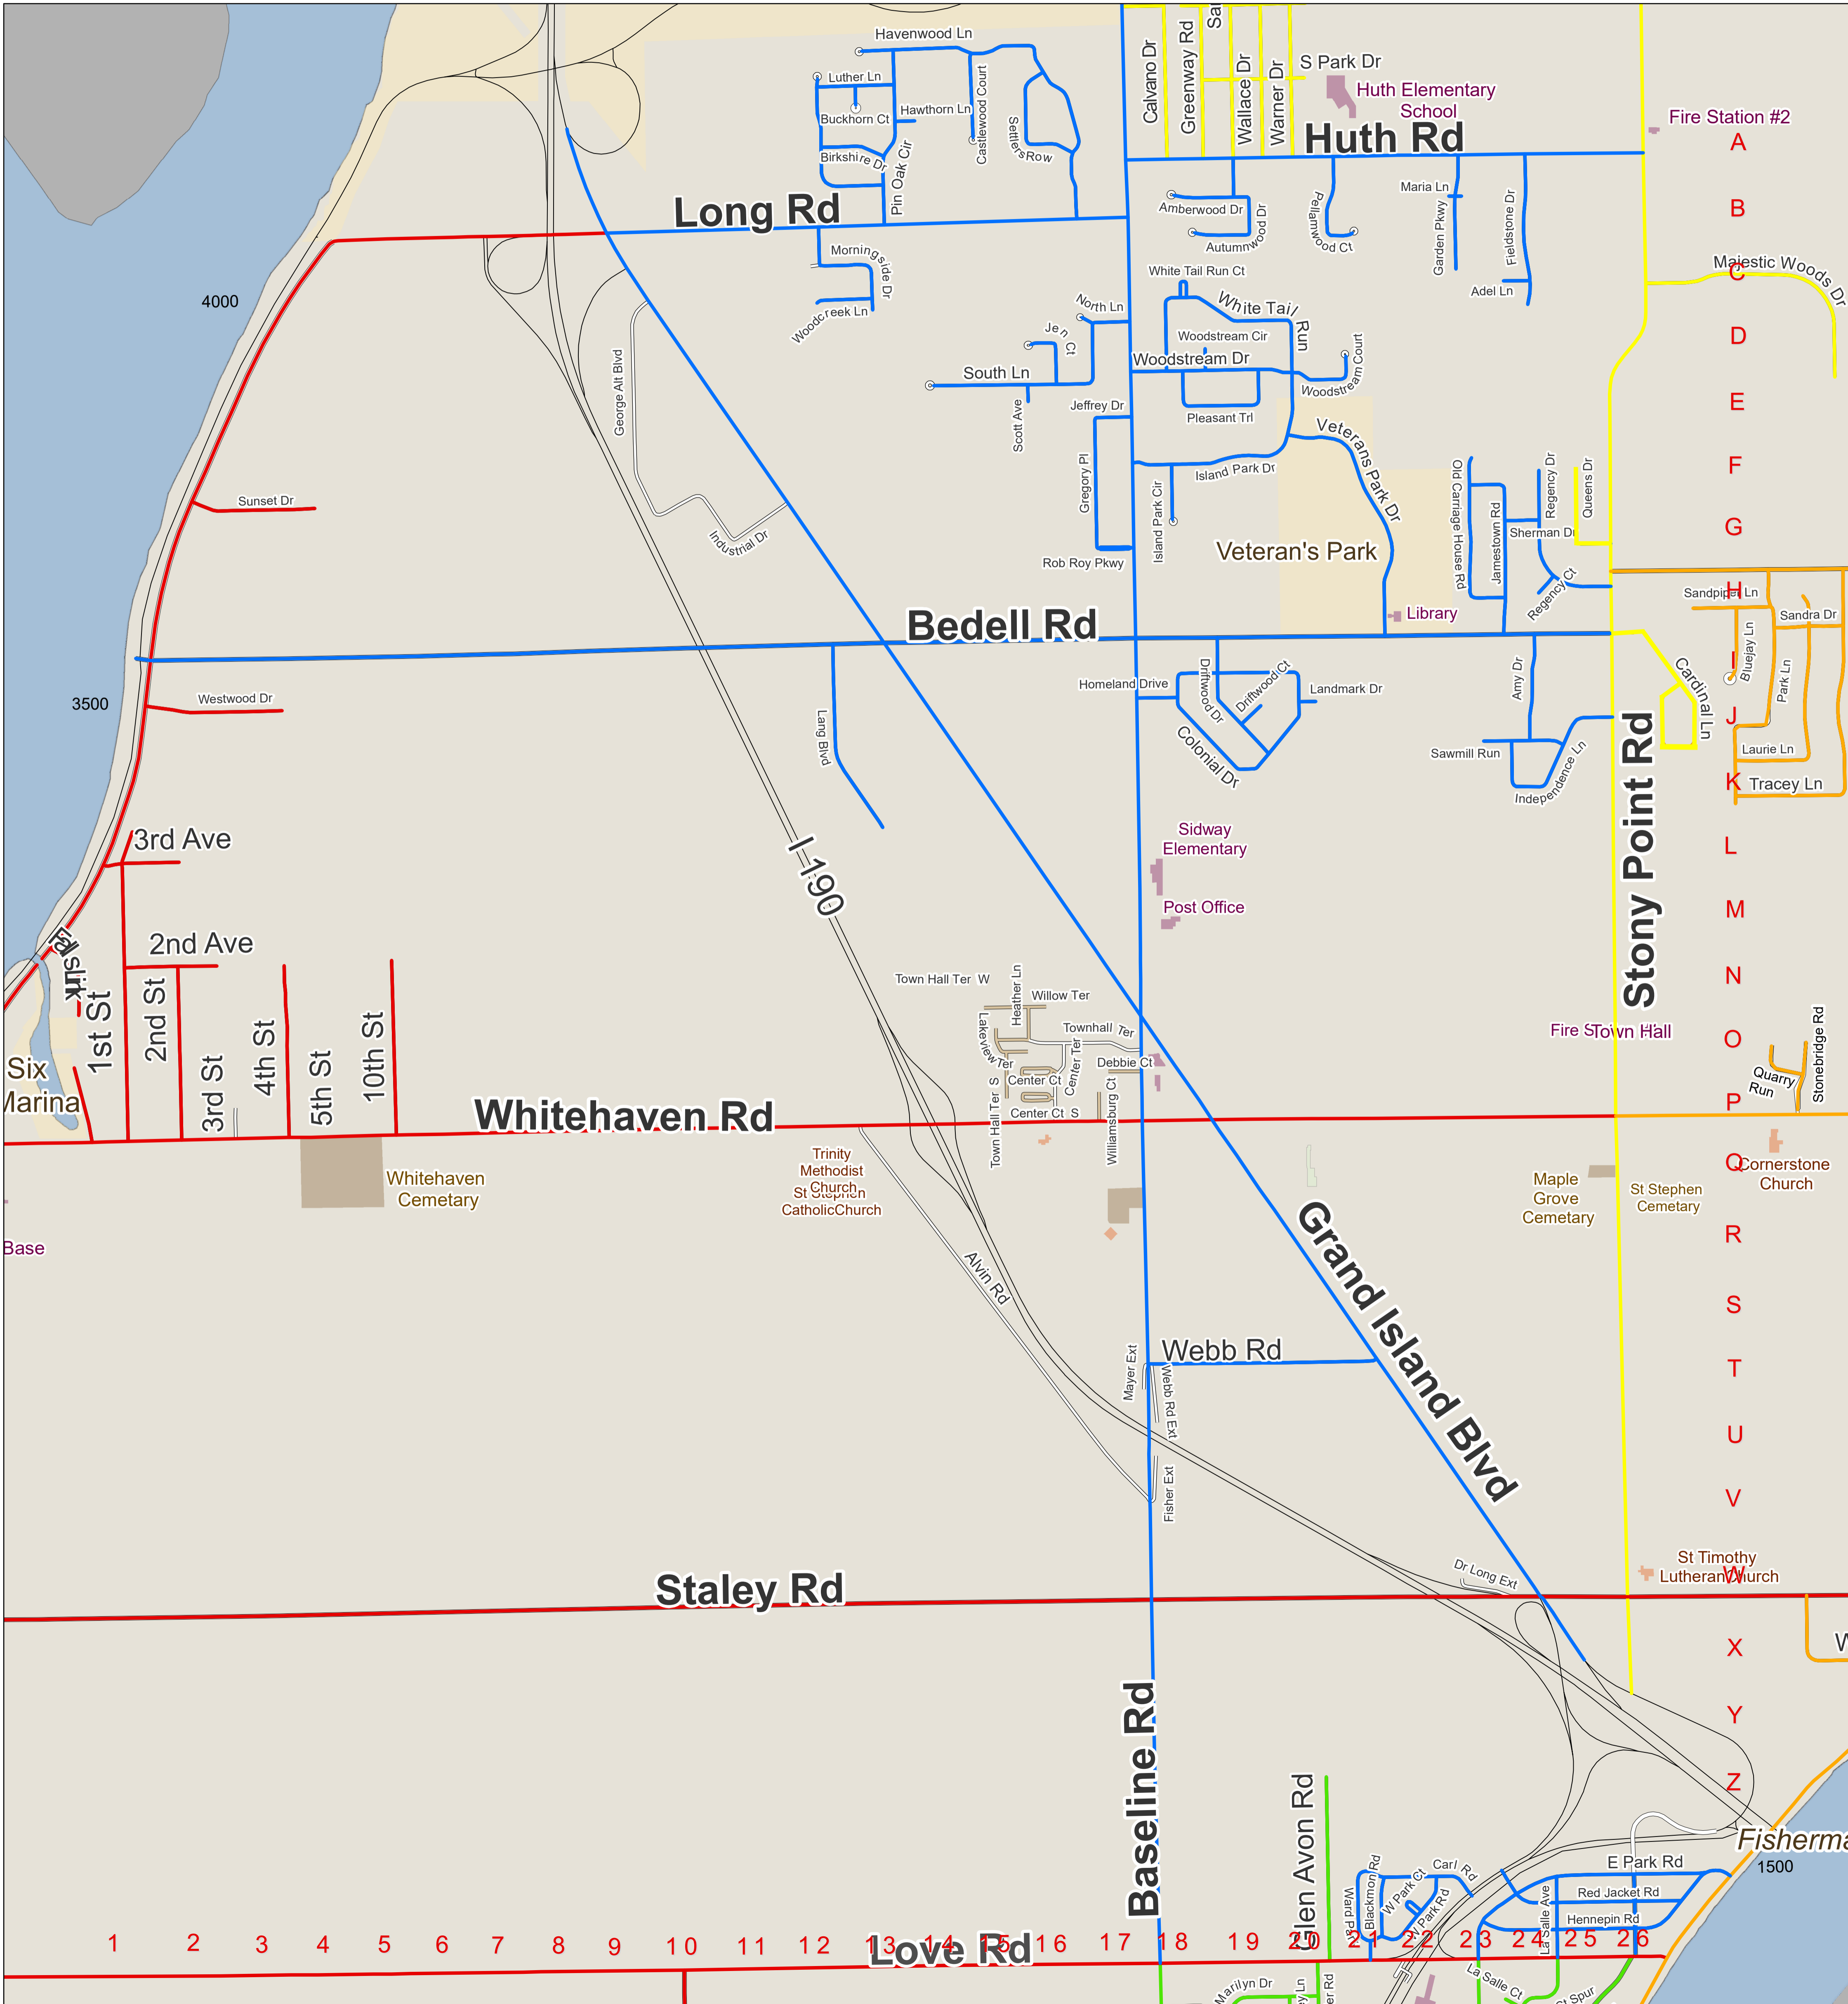 Havenwood Ln
Luther Ln
Buckhorn Ct
Hawthorn Ln
Castlewood Court
SettlersRow
Birkshire Dr
Pin Oak Cir
Calvano Dr
Greenway Rd
Wallace Dr
Warner Dr
S Park Dr
Huth Elementary
School
Huth Rd
Fire Station #2
A
Long Rd
Amberwood Dr
Autumnwood Dr
Pellamwood Ct
Maria Ln
Garden Pkwy
Fieldstone Dr
Adel Ln
B
Majestic Woods Dr
C
Morningside Dr
Woodcreek Ln
4000
White Tail Run Ct
White Tail Run
North Ln
Jen Ct
Woodstream Cir
Woodstream Dr
Woodstream Court
D
South Ln
Scott Ave
Jeffrey Dr
Pleasant Trl
George Alt Blvd
E
Veterans Park Dr
Gregory Pl
Island Park Dr
Island Park Cir
Old Carriage House Rd
Jamestown Rd
Regency Dr
Queens Dr
F
Sunset Dr
Industrial Dr
Sherman Dr
G
Veteran's Park
Rob Roy Pkwy
Regency Ct
Sandpiper Ln
H
Library
Sandra Dr
Bedell Rd
Bluejay Ln
Park Ln
I
Cardinal Ln
Homeland Drive
Driftwood Dr
Driftwood Ct
Landmark Dr
Amy Dr
3500
Westwood Dr
Lang Blvd
J
Colonial Dr
Sawmill Run
Independence Ln
Laurie Ln
K
Tracey Ln
Stony Point Rd
3rd Ave
Sidway
Elementary
L
I 190
Post Office
M
2nd Ave
1st St
2nd St
3rd St
4th St
5th St
10th St
Town Hall Ter W
Heather Ln
Willow Ter
N
Lakeview Ter
Townhall Ter
Center Ter
Debbie Ct
Town Hall
O
Stonebridge Rd
Six
Marina
Center Ct
Center Ct S
Town Hall Ter S
Williamsburg Ct
Quarry
Run
P
Whitehaven Rd
Whitehaven
Cemetary
Trinity
Methodist
Church
St Stephen
CatholicChurch
Q
Cornerstone
Church
Maple
Grove
Cemetary
St Stephen
Cemetary
Base
Alvin Rd
R
Grand Island Blvd
S
Webb Rd
Mayer Ext
Webb Rd Ext
T
U
Fisher Ext
V
Dr Long Ext
St Timothy
LutheranChurch
W
Staley Rd
X
Baseline Rd
Y
Z
Glen Avon Rd
1500
Ward Park
Blackmon Rd
W Park Ct
W Park Rd
Carl Rd
E Park Rd
Red Jacket Rd
Hennepin Rd
La Salle Ave
1 2 3 4 5 6 7 8 9 10 11 12 13 14 15 16 17 18 19 20 21 22 23 24 25 26
Love Rd
Marilyn Dr
La Salle Ct